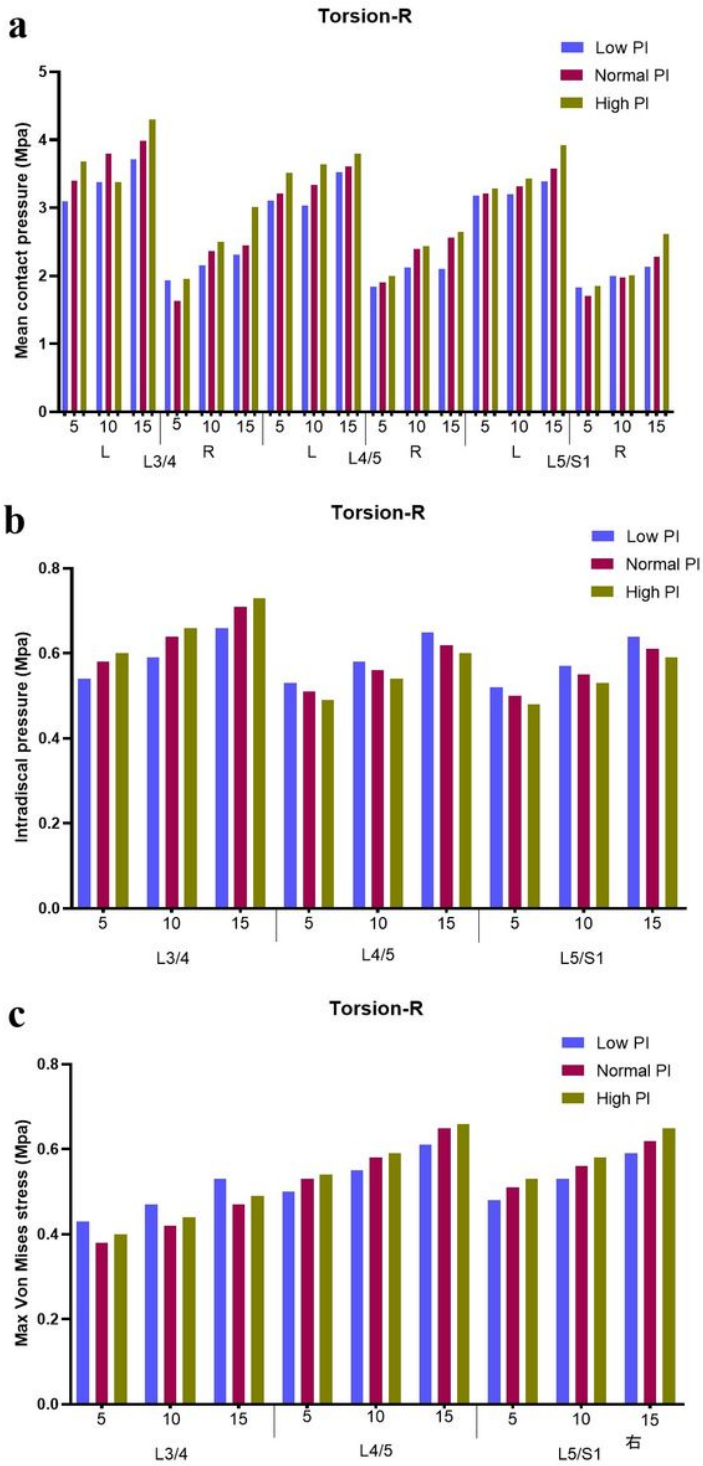 a
Torsion-R
Low PI
Normal PI
High PI
Mean contact pressure (Mpa)
5
4
3
2
1
0
5 10 15 5 10 15 5 10 15 5 10 15 5 10 15 5 10 15
L R L R L R
L3/4 L4/5 L5/S1
b
Torsion-R
Low PI
Normal PI
High PI
Intradiscal pressure (Mpa)
0.8
0.6
0.4
0.2
0.0
5 10 15 5 10 15 5 10 15
L3/4 L4/5 L5/S1
c
Torsion-R
Low PI
Normal PI
High PI
Max Von Mises stress (Mpa)
0.8
0.6
0.4
0.2
0.0
5 10 15 5 10 15 5 10 15
L3/4 L4/5 L5/S1 右